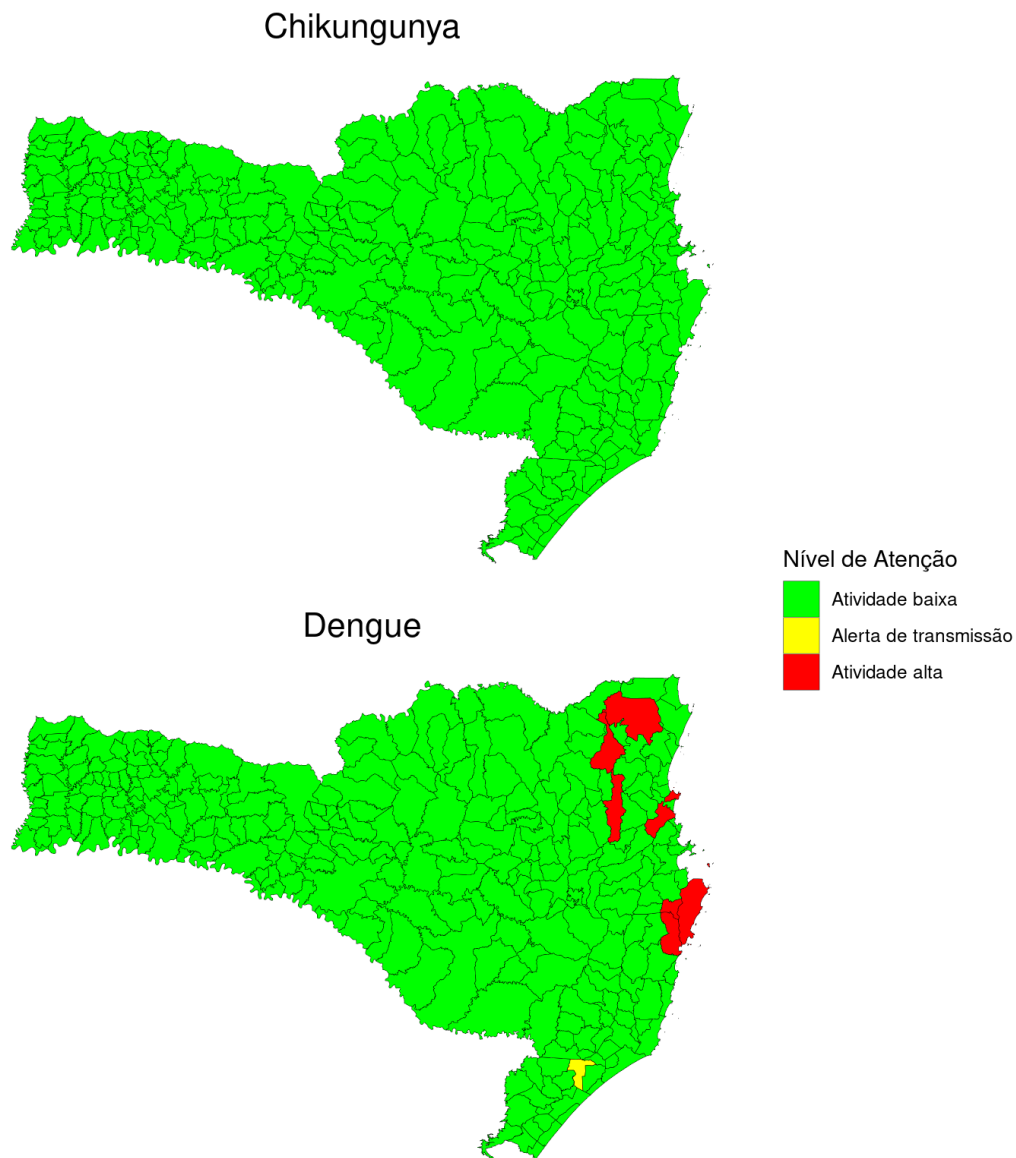 Chikungunya
Nível de Atenção
Atividade baixa
Alerta de transmissão
Atividade alta
Dengue